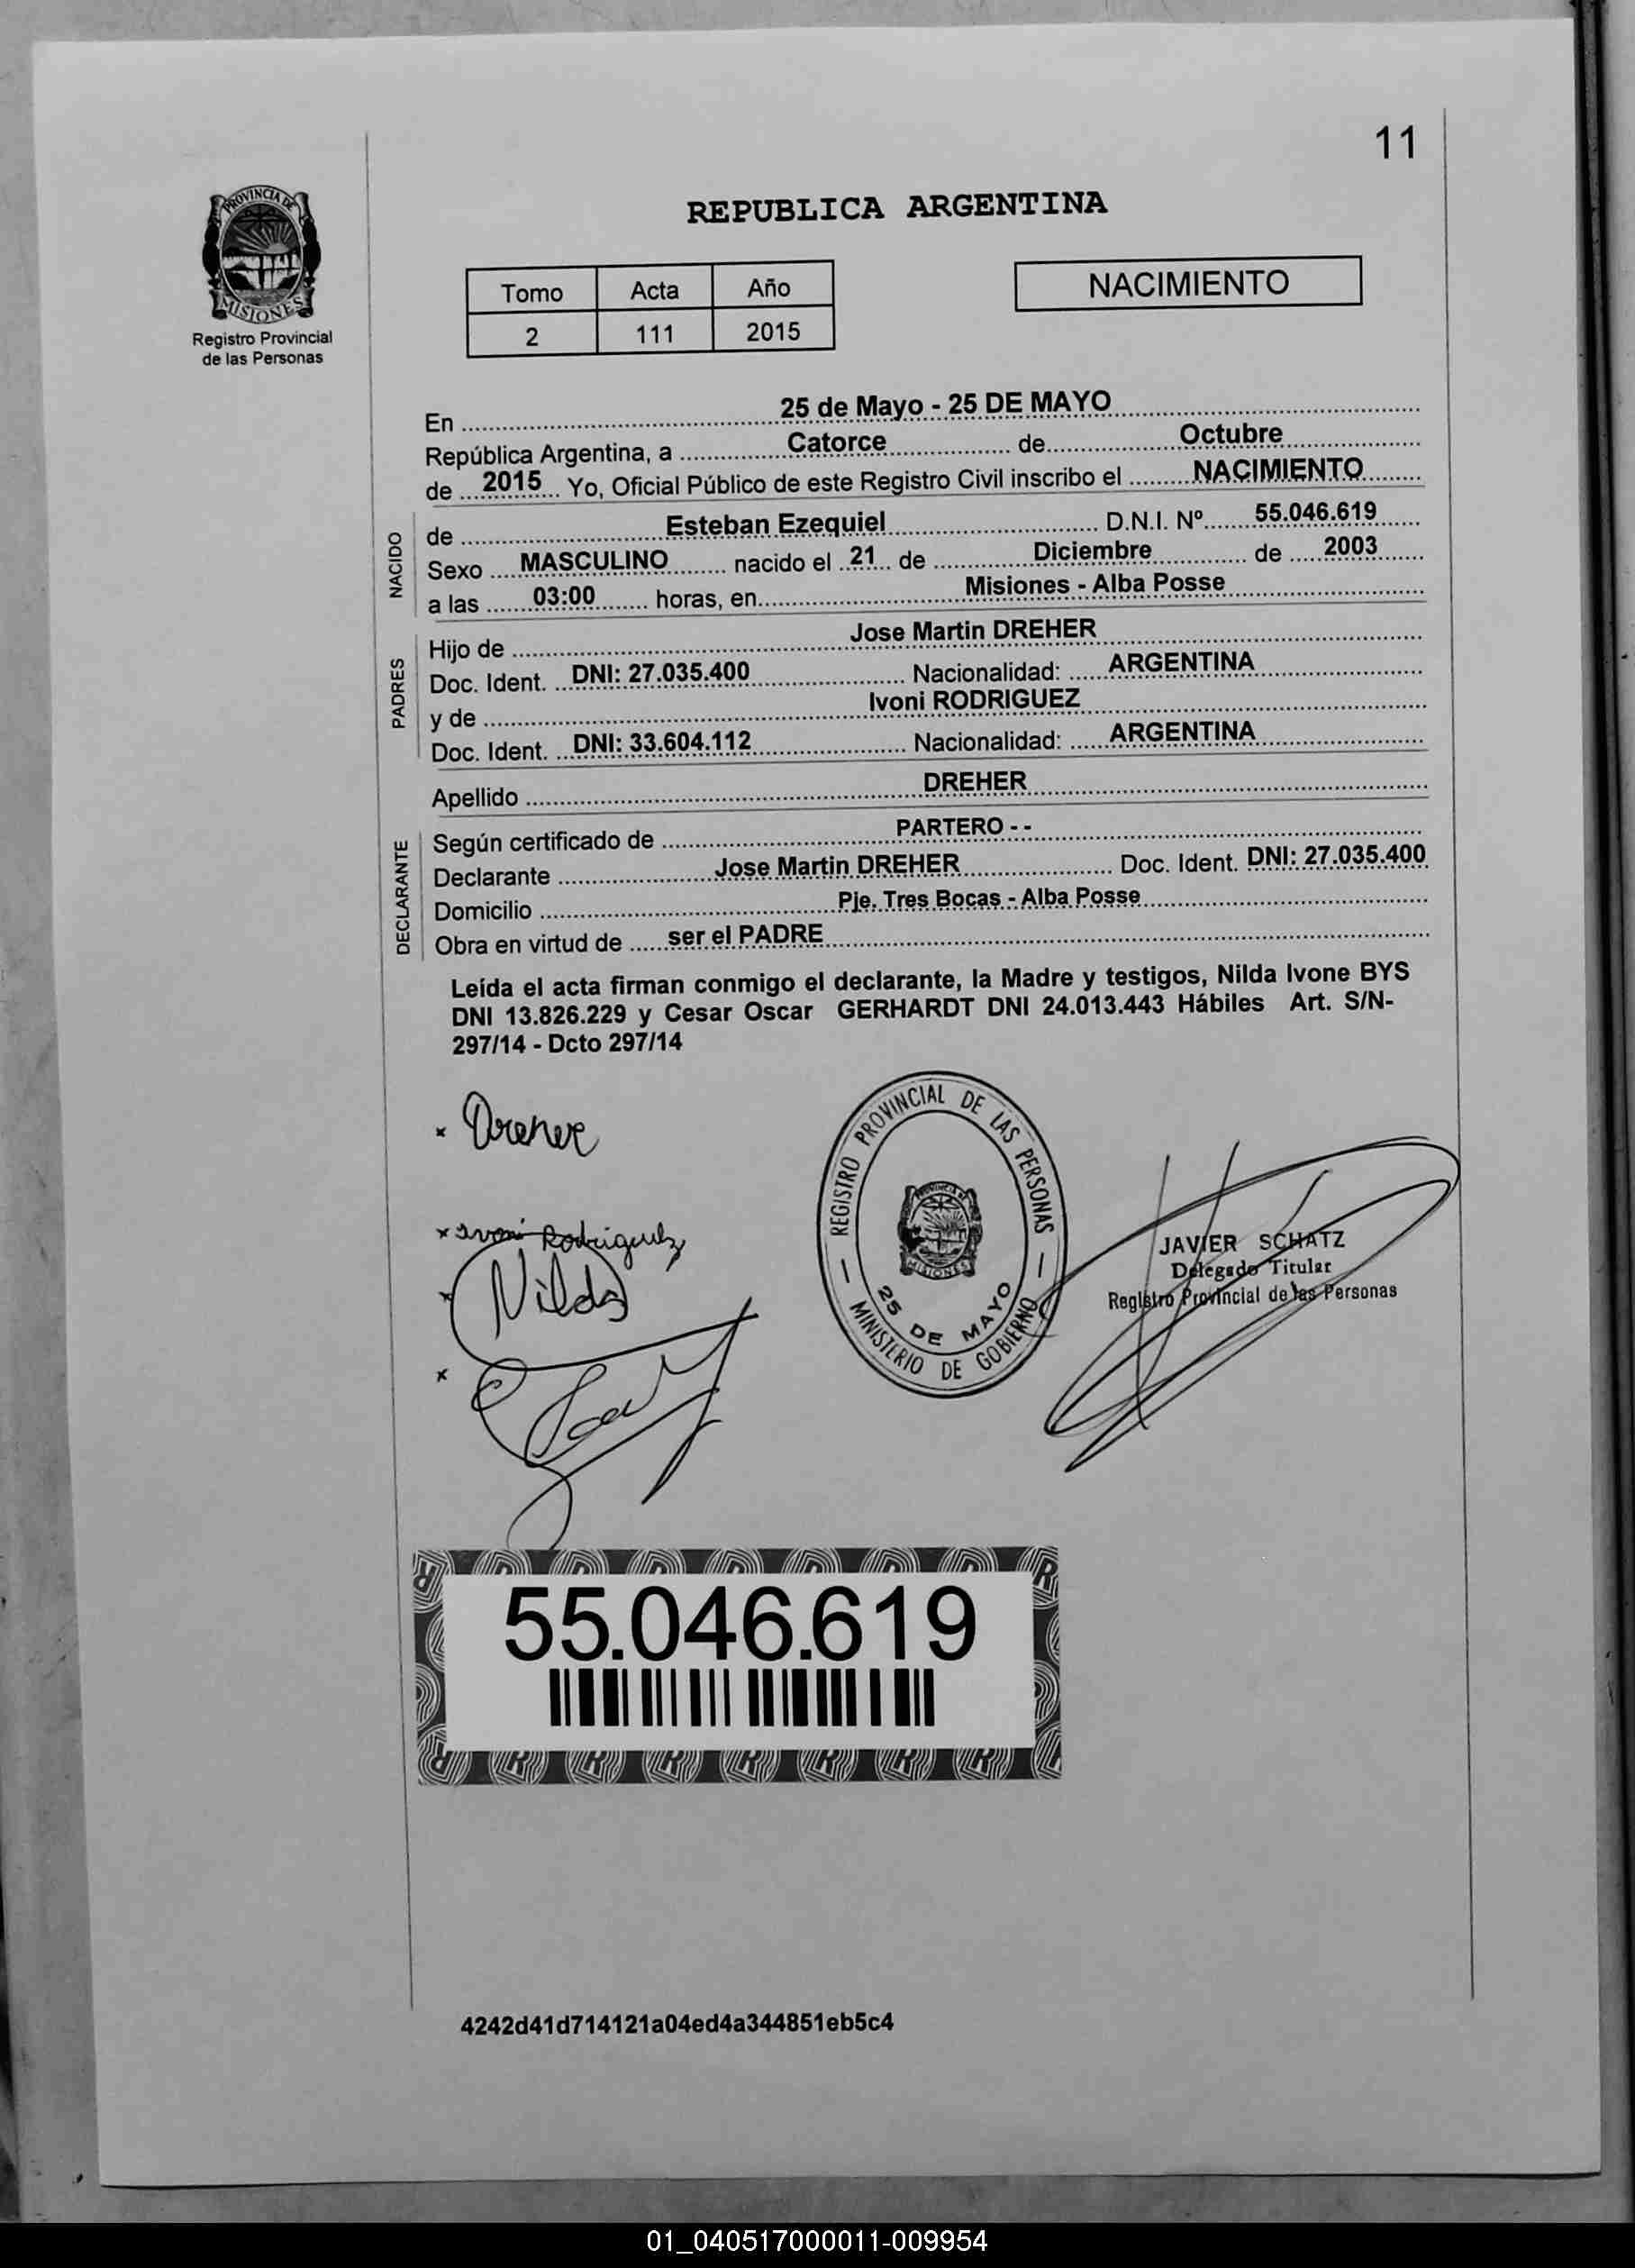 11
PROVINCIA DE
MISIONES
Registro Provincial
de las Personas
REPUBLICA ARGENTINA
Tomo Acta Año
2 111 2015
NACIMIENTO
En 25 de Mayo - 25 DE MAYO
República Argentina, a Catorce de Octubre
de 2015 Yo, Oficial Público de este Registro Civil inscribo el NACIMIENTO
NACIDO
de Esteban Ezequiel D.N.I. Nº 55.046.619
Sexo MASCULINO nacido el 21 de Diciembre de 2003
a las 03:00 horas, en Misiones - Alba Posse
PADRES
Hijo de Jose Martin DREHER
Doc. Ident. DNI: 27.035.400 Nacionalidad: ARGENTINA
y de Ivoni RODRIGUEZ
Doc. Ident. DNI: 33.604.112 Nacionalidad: ARGENTINA
Apellido DREHER
DECLARANTE
Según certificado de PARTERO - -
Declarante Jose Martin DREHER Doc. Ident. DNI: 27.035.400
Domicilio Pje. Tres Bocas - Alba Posse
Obra en virtud de ser el PADRE
Leída el acta firman conmigo el declarante, la Madre y testigos, Nilda Ivone BYS
DNI 13.826.229 y Cesar Oscar GERHARDT DNI 24.013.443 Hábiles Art. S/N-
297/14 - Dcto 297/14
x Dreher
x Ivoni Rodriguez
x Nilda
x
REGISTRO PROVINCIAL DE LAS PERSONAS
PROVINCIA DE
MISIONES
25 DE MAYO
MINISTERIO DE GOBIERNO
JAVIER SCHATZ
Delegado Titular
Registro Provincial de las Personas
55.046.619
4242d41d714121a04ed4a344851eb5c4
01_040517000011-009954